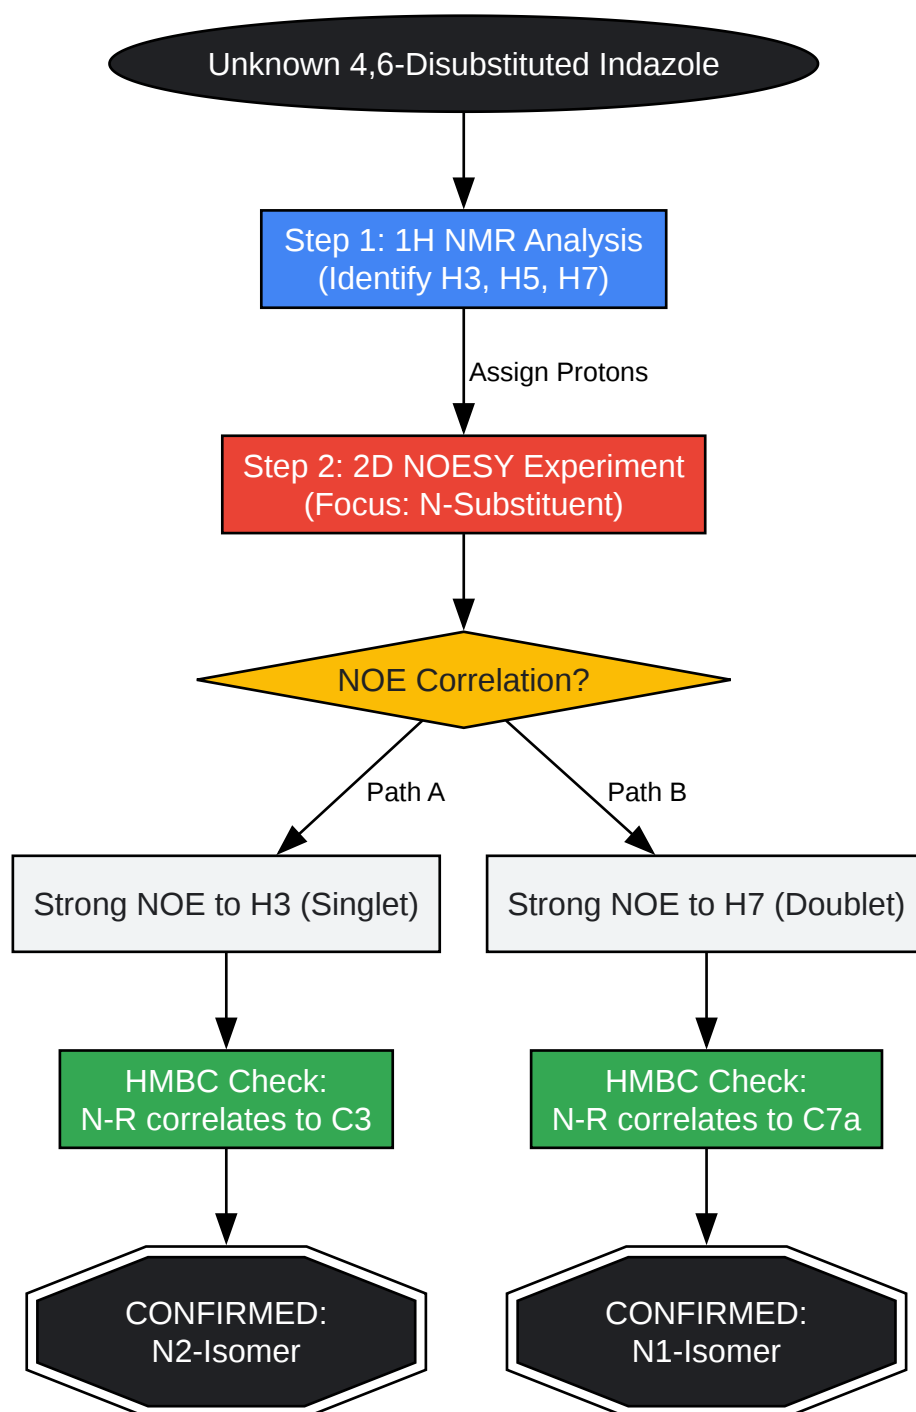 Unknown 4,6-Disubstituted Indazole
Step 1: 1H NMR Analysis
(Identify H3, H5, H7)
Assign Protons
Step 2: 2D NOESY Experiment
(Focus: N-Substituent)
NOE Correlation?
Path A
Path B
Strong NOE to H3 (Singlet)
Strong NOE to H7 (Doublet)
HMBC Check:
N-R correlates to C3
HMBC Check:
N-R correlates to C7a
CONFIRMED:
N2-Isomer
CONFIRMED:
N1-Isomer